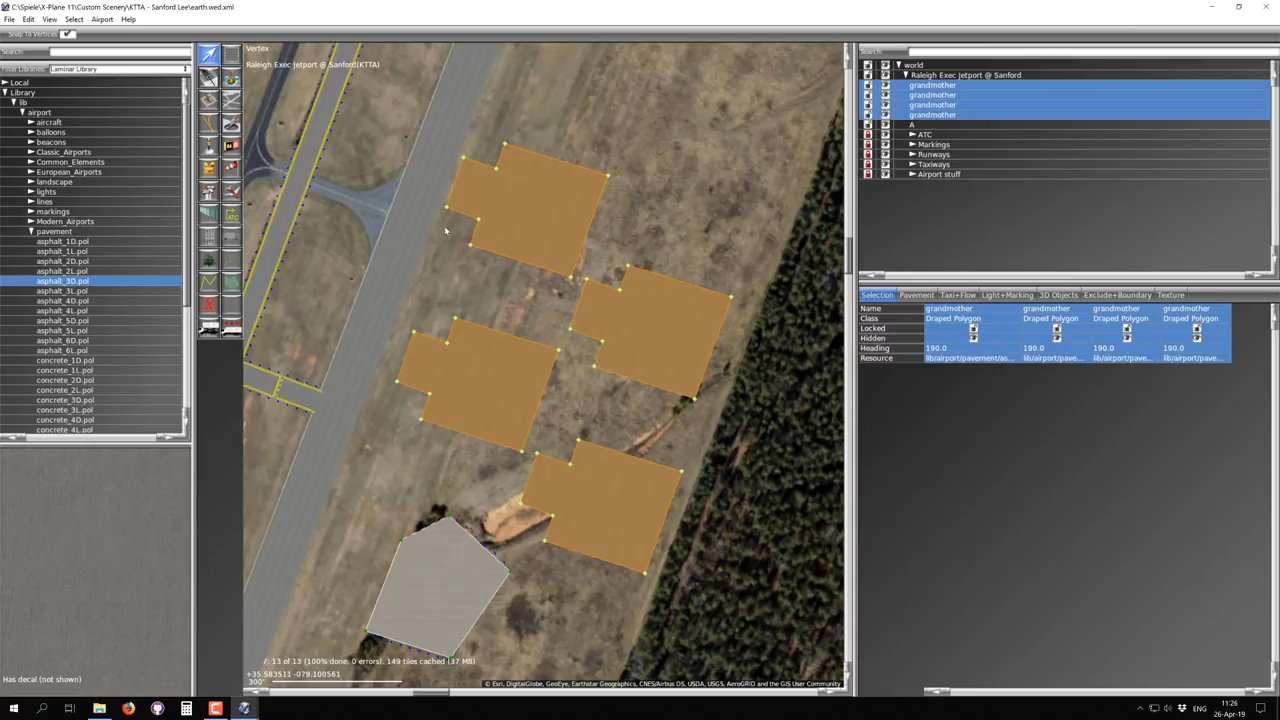 C:\Spiele\X-Plane 11\Custom Scenery\KTTA - Sanford Lee\earth.wed.xml
File Edit View Select Airport Help
Snap To Vertices
Search:
Filter Libraries: Laminar Library
Local
Library
lib
airport
aircraft
balloons
beacons
Classic_Airports
Common_Elements
European_Airports
landscape
lights
lines
markings
Modern_Airports
pavement
asphalt_1D.pol
asphalt_1L.pol
asphalt_2D.pol
asphalt_2L.pol
asphalt_3D.pol
asphalt_3L.pol
asphalt_4D.pol
asphalt_4L.pol
asphalt_5D.pol
asphalt_5L.pol
asphalt_6D.pol
asphalt_6L.pol
concrete_1D.pol
concrete_1L.pol
concrete_2D.pol
concrete_2L.pol
concrete_3D.pol
concrete_3L.pol
concrete_4D.pol
concrete_4L.pol
Has decal (not shown)
Vertex
Raleigh Exec Jetport @ Sanford(KTTA)
ATC
/: 13 of 13 (100% done, 0 errors). 149 tiles cached (37 MB)
+35.583511 -079.100561
300'
© Esri, DigitalGlobe, GeoEye, Earthstar Geographics, CNES/Airbus DS, USDA, USGS, AeroGRID and the GIS User Community
Search:
world
Raleigh Exec Jetport @ Sanford
grandmother
grandmother
grandmother
grandmother
A
ATC
Markings
Runways
Taxiways
Airport stuff
Selection Pavement Taxi+Flow Light+Marking 3D Objects Exclude+Boundary Texture
Name grandmother grandmother grandmother grandmother
Class Draped Polygon Draped Polygon Draped Polygon Draped Polygon
Locked
Hidden
Heading 190.0 190.0 190.0 190.0
Resource lib/airport/pavement/as... lib/airport/pave... lib/airport/pave... lib/airport/pave...
ENG
11:26
26-Apr-19